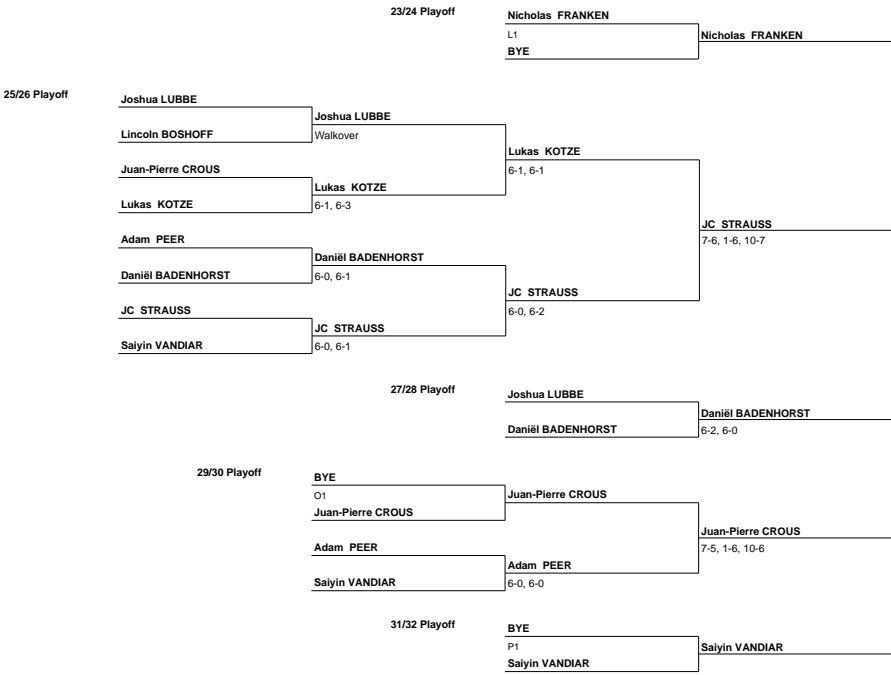 23/24 Playoff
Nicholas FRANKEN
L1
Nicholas FRANKEN
BYE
25/26 Playoff
Joshua LUBBE
Joshua LUBBE
Lincoln BOSHOFF
Walkover
Lukas KOTZE
6-1, 6-1
Juan-Pierre CROUS
Lukas KOTZE
Lukas KOTZE
6-1, 6-3
JC STRAUSS
7-6, 1-6, 10-7
Adam PEER
Daniël BADENHORST
Daniël BADENHORST
6-0, 6-1
JC STRAUSS
6-0, 6-2
JC STRAUSS
JC STRAUSS
Saiyin VANDIAR
6-0, 6-1
27/28 Playoff
Joshua LUBBE
Daniël BADENHORST
Daniël BADENHORST
6-2, 6-0
29/30 Playoff
BYE
O1
Juan-Pierre CROUS
Juan-Pierre CROUS
Juan-Pierre CROUS
7-5, 1-6, 10-6
Adam PEER
Adam PEER
Saiyin VANDIAR
6-0, 6-0
31/32 Playoff
BYE
P1
Saiyin VANDIAR
Saiyin VANDIAR